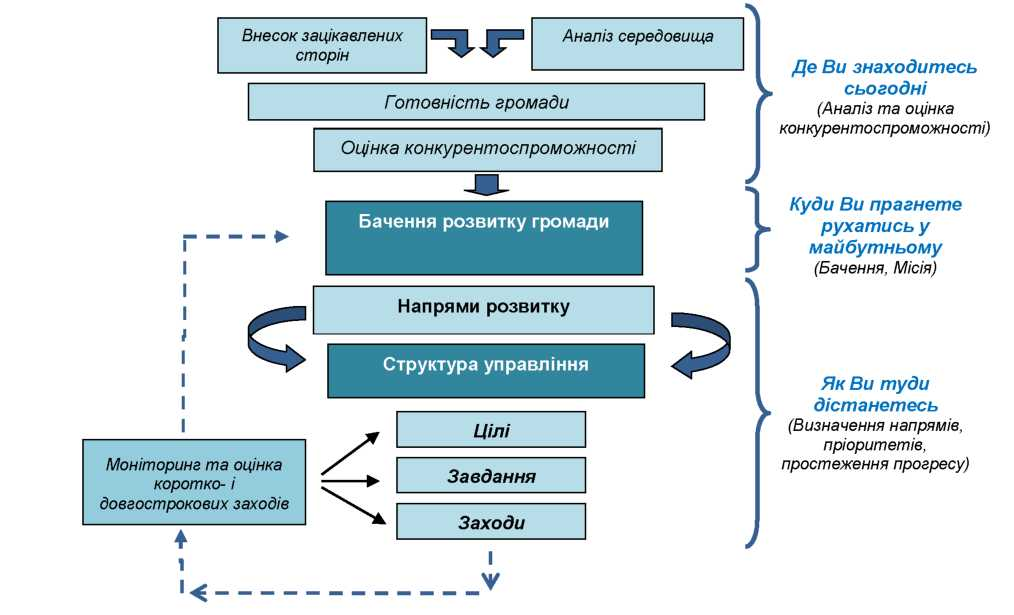 Внесок зацікавлених
сторін
Аналіз середовища
Готовність громади
Оцінка конкурентоспроможності
Де Ви знаходитесь
сьогодні
(Аналіз та оцінка
конкурентоспроможності)
Бачення розвитку громади
Куди Ви прагнете
рухатись у
майбутньому
(Бачення, Місія)
Напрями розвитку
Структура управління
Як Ви туди
дістанетесь
(Визначення напрямів,
пріоритетів,
простеження прогресу)
Цілі
Завдання
Заходи
Моніторинг та оцінка
коротко- і
довгострокових заходів